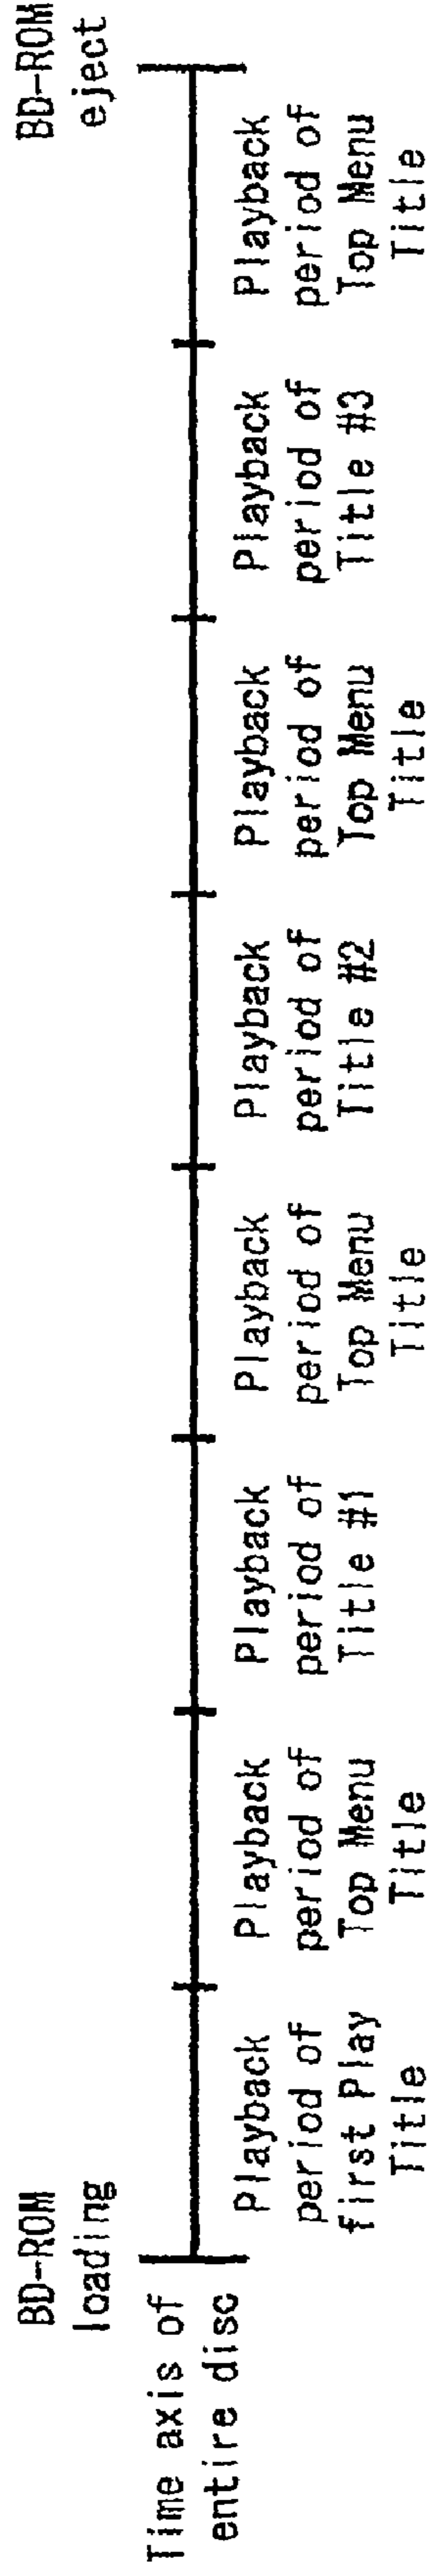 BD-ROM
loading
BD-ROM
eject
Time axis of
entire disc
Playback
period of
first Play
Title
Playback
period of
Top Menu
Title
Playback
period of
Title #1
Playback
period of
Top Menu
Title
Playback
period of
Title #2
Playback
period of
Top Menu
Title
Playback
period of
Title #3
Playback
period of
Top Menu
Title